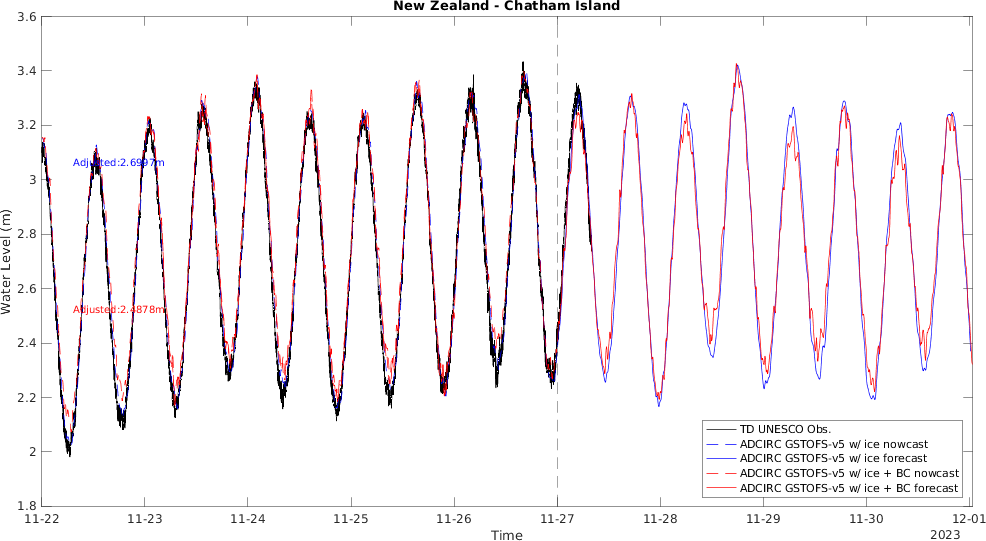 New Zealand - Chatham Island
3.6
3.4
3.2
3
2.8
2.6
2.4
2.2
2
1.8
Water Level (m)
Adjusted:2.6997m
Adjusted:2.4878m
TD UNESCO Obs.
ADCIRC GSTOFS-v5 w/ ice nowcast
ADCIRC GSTOFS-v5 w/ ice forecast
ADCIRC GSTOFS-v5 w/ ice + BC nowcast
ADCIRC GSTOFS-v5 w/ ice + BC forecast
11-22 11-23 11-24 11-25 11-26 11-27 11-28 11-29 11-30 12-01
Time
2023